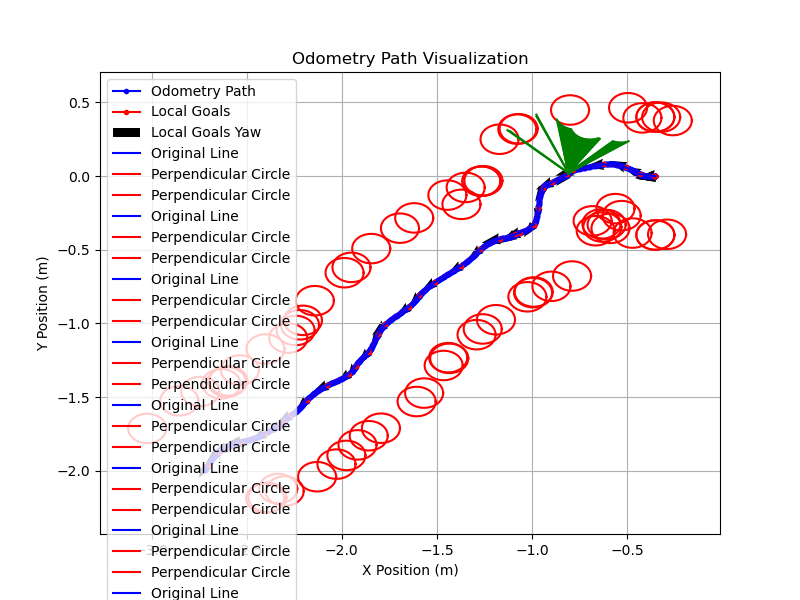 Odometry Path Visualization
Odometry Path
Local Goals
Local Goals Yaw
Original Line
Perpendicular Circle
Perpendicular Circle
Original Line
Perpendicular Circle
Perpendicular Circle
Original Line
Perpendicular Circle
Perpendicular Circle
Original Line
Perpendicular Circle
Perpendicular Circle
Original Line
Perpendicular Circle
Perpendicular Circle
Original Line
Perpendicular Circle
Perpendicular Circle
Original Line
Perpendicular Circle
Perpendicular Circle
Original Line
0.5
0.0
−0.5
−1.0
−1.5
−2.0
Y Position (m)
−2.0
−1.5
−1.0
−0.5
X Position (m)